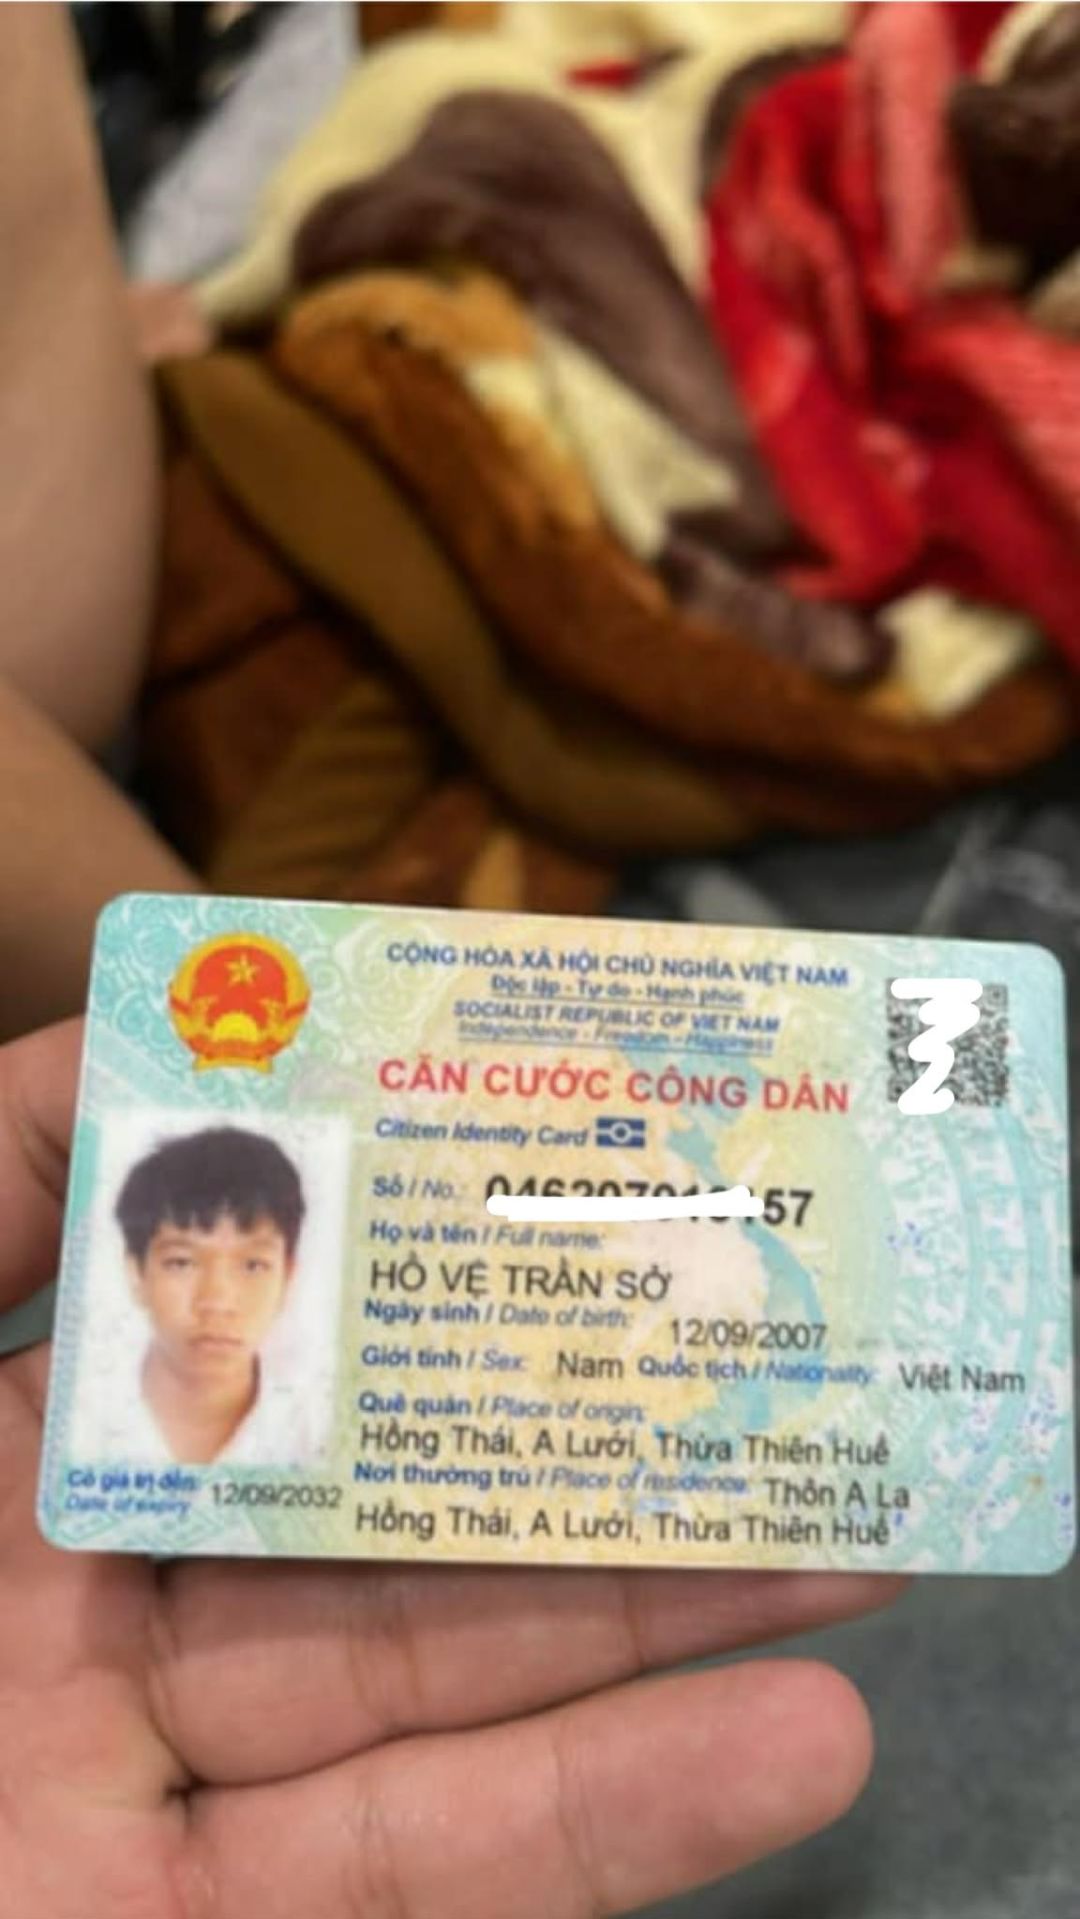 CỘNG HÒA XÃ HỘI CHỦ NGHĨA VIỆT NAM
Độc lập - Tự do - Hạnh phúc
SOCIALIST REPUBLIC OF VIET NAM
Independence - Freedom - Happiness
CĂN CƯỚC CÔNG DÂN
Citizen Identity Card
Số / No.: 57
Họ và tên / Full name:
HỒ VỆ TRẦN SỞ
Ngày sinh / Date of birth: 12/09/2007
Giới tính / Sex: Nam Quốc tịch / Nationality: Việt Nam
Quê quán / Place of origin:
Hồng Thái, A Lưới, Thừa Thiên Huế
Nơi thường trú / Place of residence: Thôn A La
Hồng Thái, A Lưới, Thừa Thiên Huế
Có giá trị đến: 12/09/2032
Date of expiry